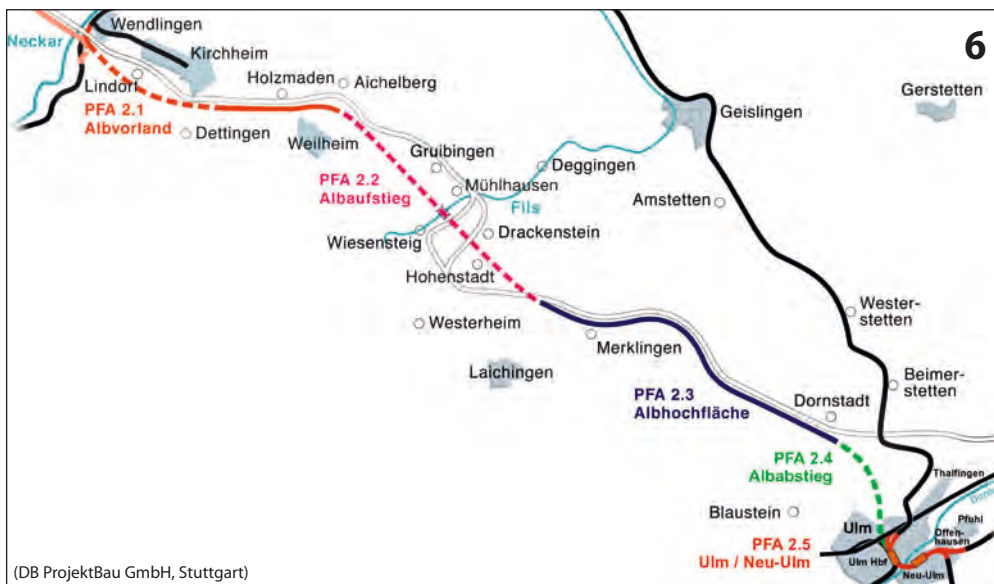 6
Wendlingen
Neckar
Kirchheim
Holzmaden
Aichelberg
Lindorf
PFA 2.1
Albvorland
Dettingen
Weilheim
Geislingen
Gerstetten
Gruibingen
Deggingen
Mühlhausen
PFA 2.2
Albaufstieg
Fils
Amstetten
Wiesensteig
Drackenstein
Hohenstadt
Westerheim
Wester-
stetten
Merklingen
Laichingen
Beimer-
stetten
PFA 2.3
Albhochfläche
Dornstadt
PFA 2.4
Albabstieg
Thalfingen
Blaustein
Ulm
Pfuhl
Offen-
hausen
PFA 2.5
Ulm / Neu-Ulm
Ulm Hbf
Neu-Ulm
(DB ProjektBau GmbH, Stuttgart)